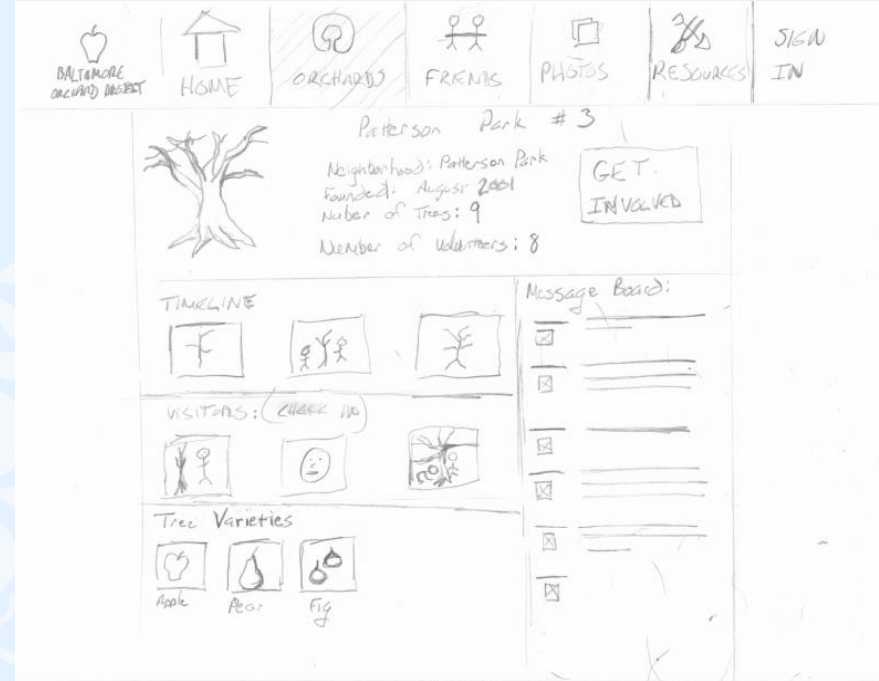 BALTIMORE
ORCHARD PROJECT
HOME
ORCHARDS
FRIENDS
PHOTOS
RESOURCES
SIGN
IN
Patterson Park # 3
Neighborhood: Patterson Park
Founded: August 2001
Nuber of Trees: 9
Number of Volunteers: 8
GET
INVOLVED
TIMELINE
VISITORS: CHECK IN
Tree Varieties
Apple
Pear
Fig
Message Board: